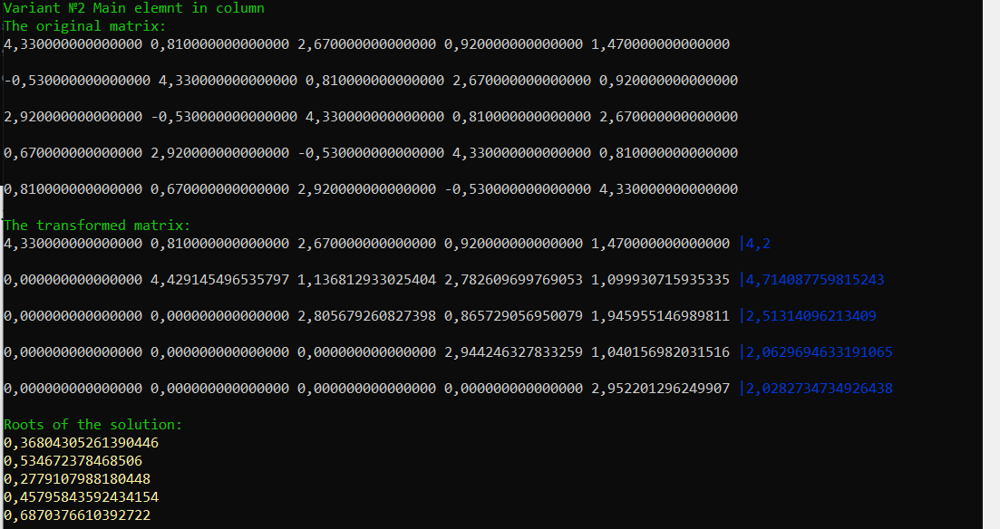 Variant №2 Main elemnt in column
The original matrix:
4,330000000000000 0,810000000000000 2,670000000000000 0,920000000000000 1,470000000000000
-0,530000000000000 4,330000000000000 0,810000000000000 2,670000000000000 0,920000000000000
2,920000000000000 -0,530000000000000 4,330000000000000 0,810000000000000 2,670000000000000
0,670000000000000 2,920000000000000 -0,530000000000000 4,330000000000000 0,810000000000000
0,810000000000000 0,670000000000000 2,920000000000000 -0,530000000000000 4,330000000000000
The transformed matrix:
4,330000000000000 0,810000000000000 2,670000000000000 0,920000000000000 1,470000000000000 |4,2
0,000000000000000 4,429145496535797 1,136812933025404 2,782609699769053 1,099930715935335 |4,714087759815243
0,000000000000000 0,000000000000000 2,805679260827398 0,865729056950079 1,945955146989811 |2,51314096213409
0,000000000000000 0,000000000000000 0,000000000000000 2,944246327833259 1,040156982031516 |2,0629694633191065
0,000000000000000 0,000000000000000 0,000000000000000 0,000000000000000 2,952201296249907 |2,0282734734926438
Roots of the solution:
0,36804305261390446
0,534672378468506
0,2779107988180448
0,45795843592434154
0,6870376610392722